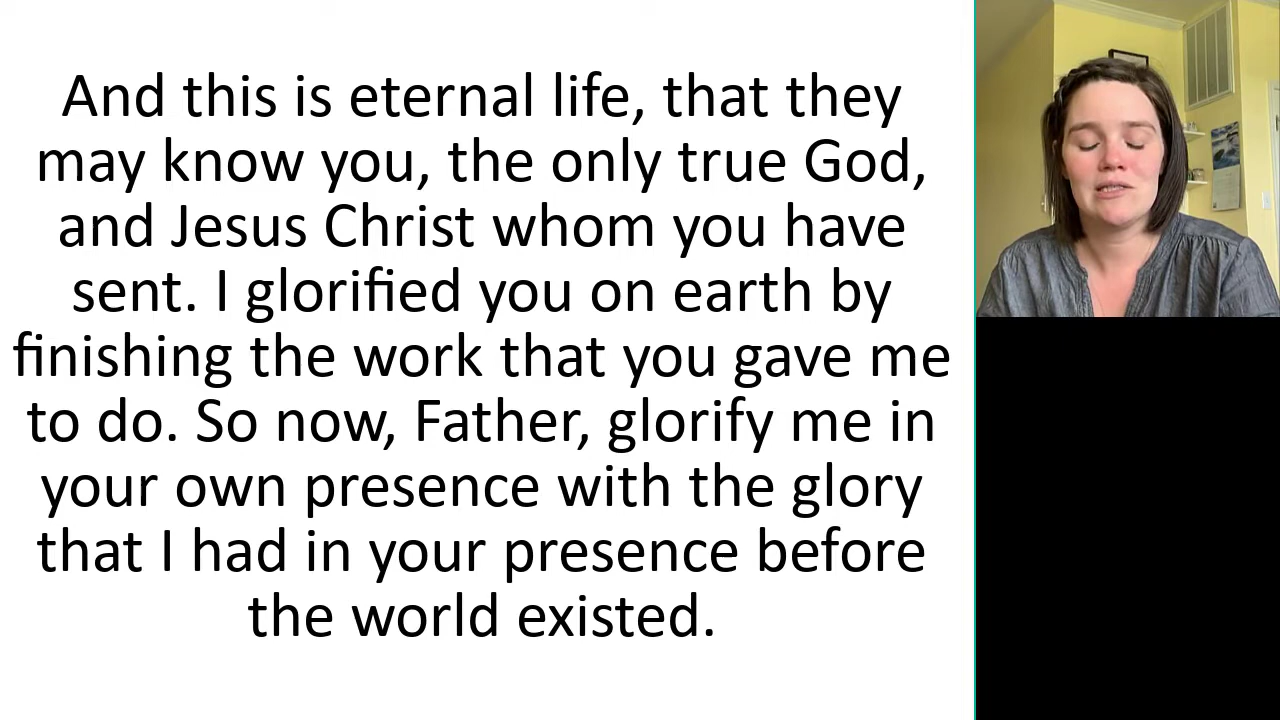 And this is eternal life, that they
may know you, the only true God,
and Jesus Christ whom you have
sent. I glorified you on earth by
finishing the work that you gave me
to do. So now, Father, glorify me in
your own presence with the glory
that I had in your presence before
the world existed.